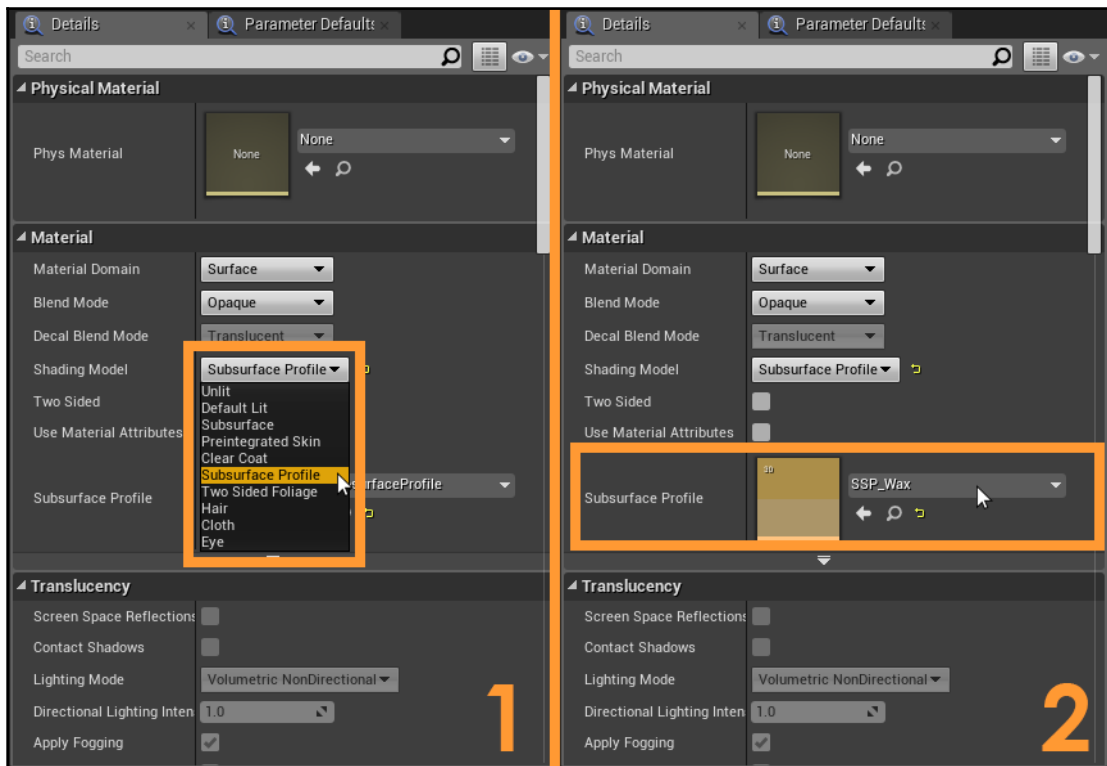 Details
Parameter Defaults
Search
Physical Material
Phys Material
None
None
Material
Material Domain
Surface
Blend Mode
Opaque
Decal Blend Mode
Translucent
Shading Model
Subsurface Profile
Unlit
Default Lit
Subsurface
Preintegrated Skin
Clear Coat
Subsurface Profile
Two Sided Foliage
Hair
Cloth
Eye
Two Sided
Use Material Attributes
Subsurface Profile
surfaceProfile
Translucency
Screen Space Reflections
Contact Shadows
Lighting Mode
Volumetric NonDirectional
Directional Lighting Inten
1.0
Apply Fogging
1
Details
Parameter Defaults
Search
Physical Material
Phys Material
None
None
Material
Material Domain
Surface
Blend Mode
Opaque
Decal Blend Mode
Translucent
Shading Model
Subsurface Profile
Two Sided
Use Material Attributes
Subsurface Profile
SSP_Wax
Translucency
Screen Space Reflections
Contact Shadows
Lighting Mode
Volumetric NonDirectional
Directional Lighting Inten
1.0
Apply Fogging
2